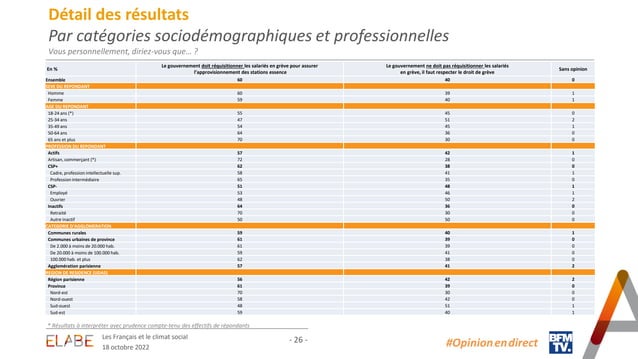 Détail des résultats
Par catégories sociodémographiques et professionnelles
Vous personnellement, diriez-vous que… ?
En %
Le gouvernement doit réquisitionner les salariés en grève pour assurer
l'approvisionnement des stations essence
Le gouvernement ne doit pas réquisitionner les salariés
en grève, il faut respecter le droit de grève
Sans opinion
Ensemble 60 40 0
SEXE DU REPONDANT
Homme 60 39 1
Femme 59 40 1
AGE DU REPONDANT
18-24 ans (*) 55 45 0
25-34 ans 47 51 2
35-49 ans 54 45 1
50-64 ans 64 36 0
65 ans et plus 70 30 0
PROFESSION DU REPONDANT
Actifs 57 42 1
Artisan, commerçant (*) 72 28 0
CSP+ 62 38 0
Cadre, profession intellectuelle sup. 58 41 1
Profession intermédiaire 65 35 0
CSP- 51 48 1
Employé 53 46 1
Ouvrier 48 50 2
Inactifs 64 36 0
Retraité 70 30 0
Autre inactif 50 50 0
CATEGORIE D'AGGLOMERATION
Communes rurales 59 40 1
Communes urbaines de province 61 39 0
De 2.000 à moins de 20.000 hab. 61 39 0
De 20.000 à moins de 100.000 hab. 59 41 0
100.000 hab. et plus 62 38 0
Agglomération parisienne 57 41 2
REGION DE RESIDENCE (UDA5)
Région parisienne 56 42 2
Province 61 39 0
Nord-est 70 30 0
Nord-ouest 58 42 0
Sud-ouest 48 51 1
Sud-est 59 40 1
* Résultats à interpréter avec prudence compte-tenu des effectifs de répondants
ELABE
Les Français et le climat social
18 octobre 2022
- 26 -
#Opinion en direct
BFM
TV.